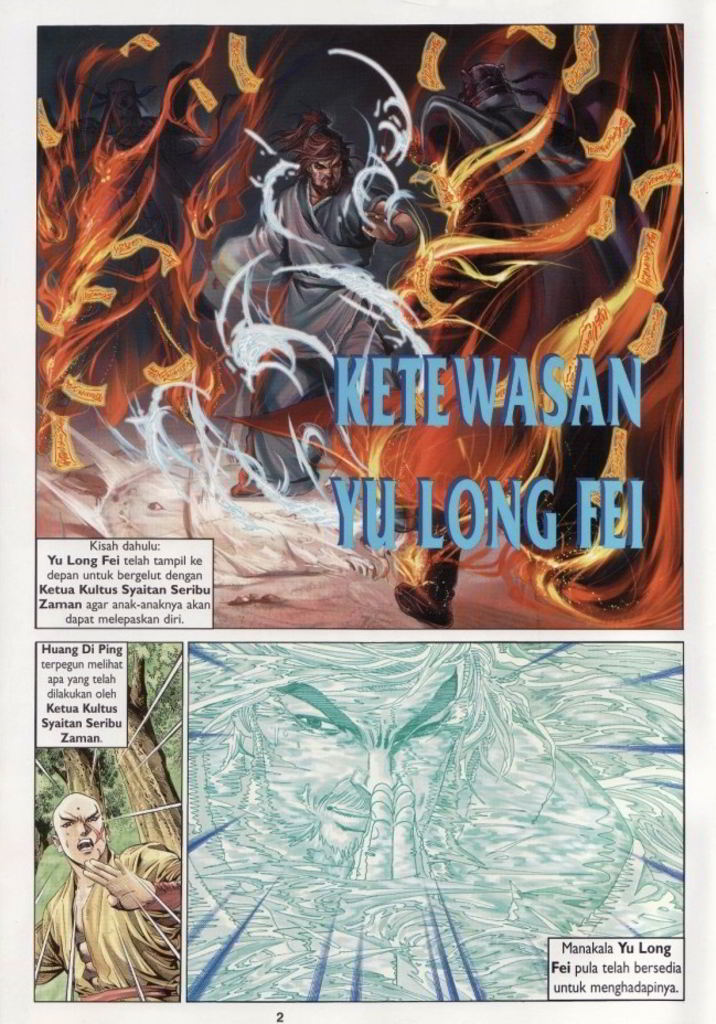 KETEWASAN
YU LONG FEI
Kisah dahulu:
Yu Long Fei telah tampil ke
depan untuk bergelut dengan
Ketua Kultus Syaitan Seribu
Zaman agar anak-anaknya akan
dapat melepaskan diri.
Huang Di Ping
terpegun melihat
apa yang telah
dilakukan oleh
Ketua Kultus
Syaitan Seribu
Zaman.
Manakala Yu Long
Fei pula telah bersedia
untuk menghadapinya.
2